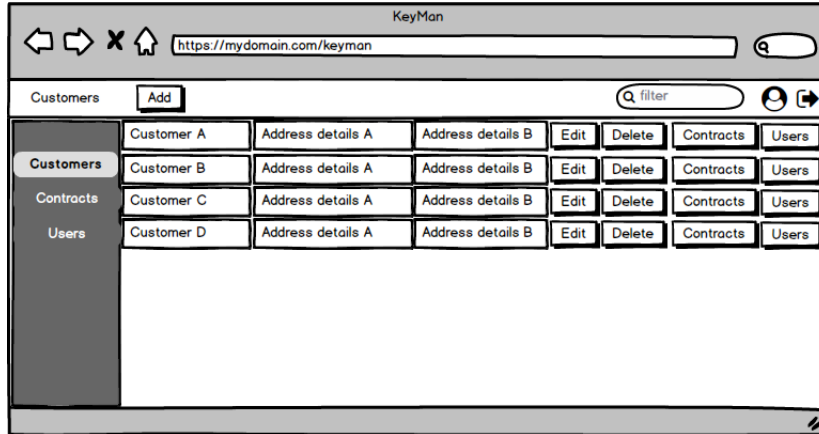 KeyMan
https://mydomain.com/keyman
Customers Add filter
Customer A Address details A Address details B Edit Delete Contracts Users
Customers
Customer B Address details A Address details B Edit Delete Contracts Users
Contracts
Customer C Address details A Address details B Edit Delete Contracts Users
Users
Customer D Address details A Address details B Edit Delete Contracts Users